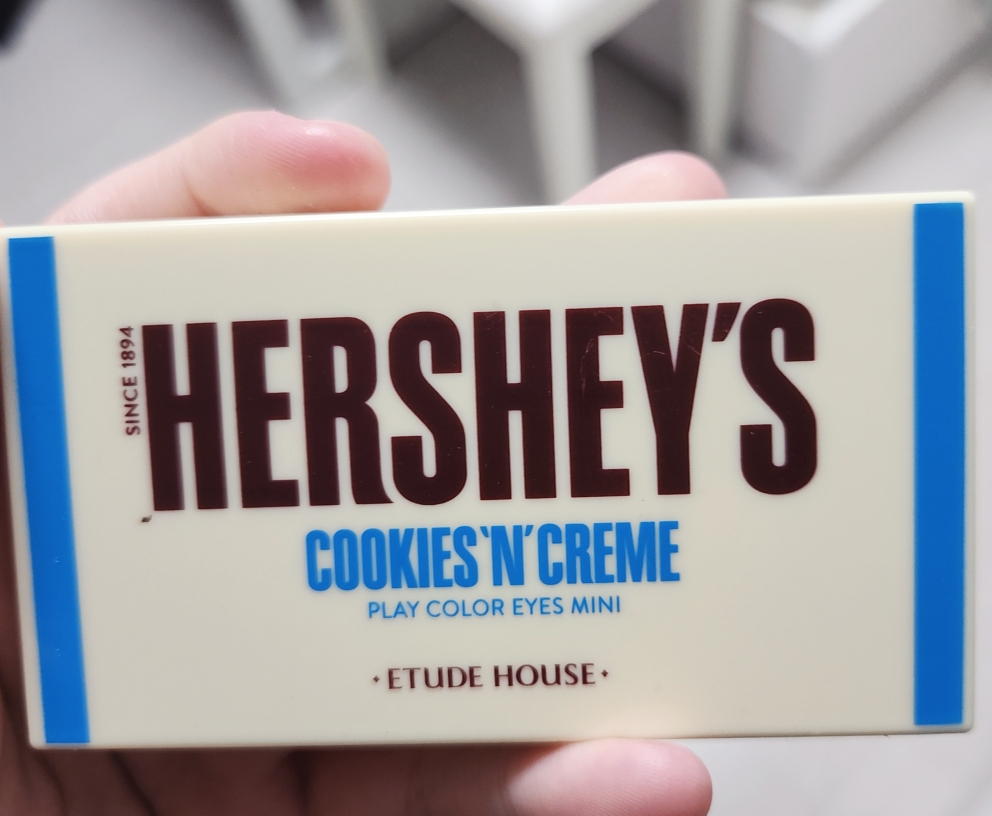 SINCE 1894
HERSHEY'S
COOKIES'N'CREME
PLAY COLOR EYES MINI
·ETUDE HOUSE·